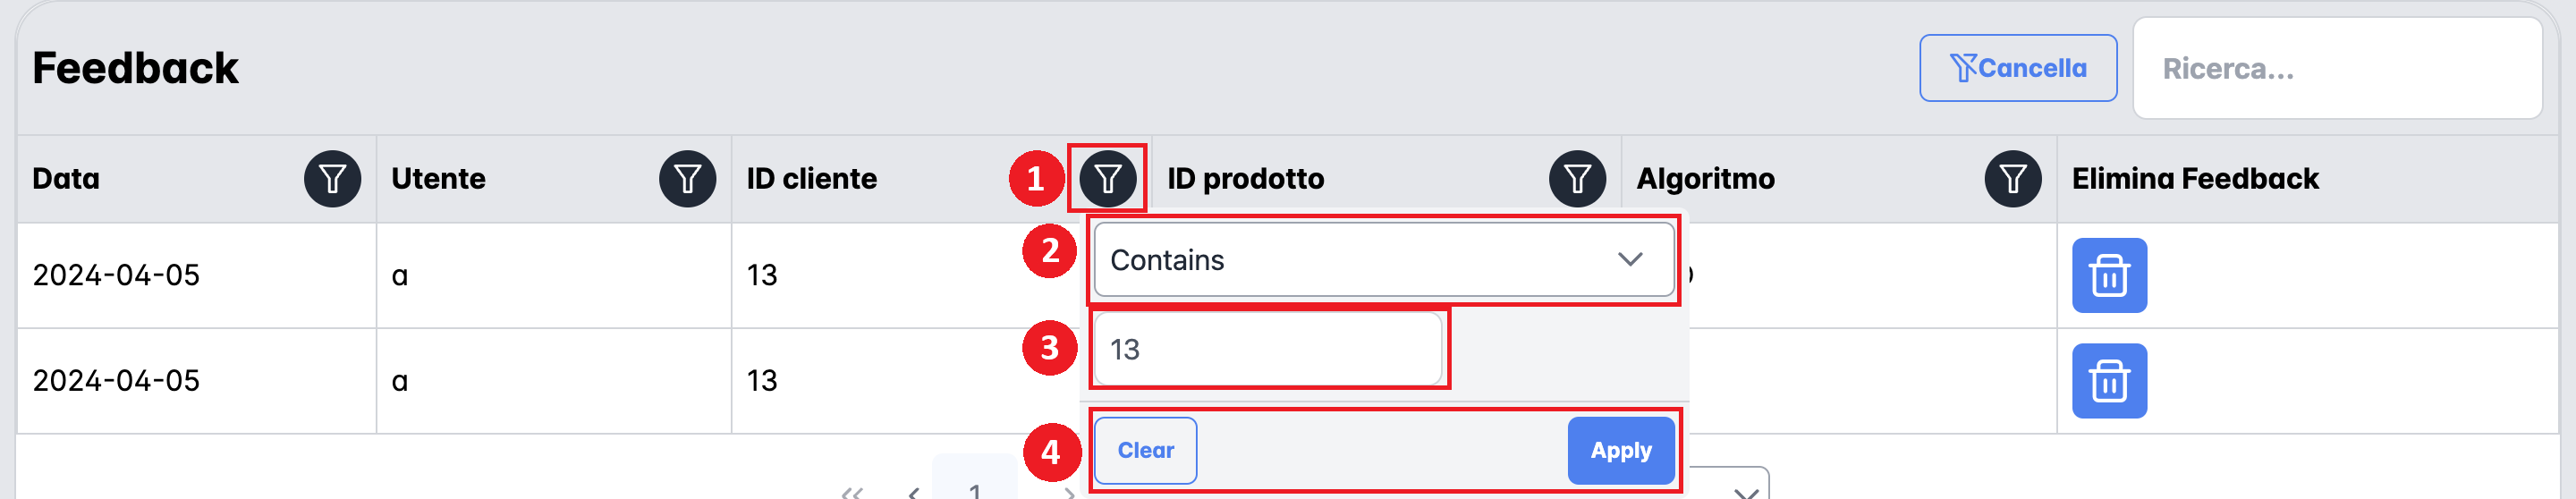 Feedback
Cancella
Ricerca...
Data
Utente
ID cliente
1
ID prodotto
Algoritmo
Elimina Feedback
2
Contains
2024-04-05
a
13
3
13
2024-04-05
a
13
4
Clear
Apply
1